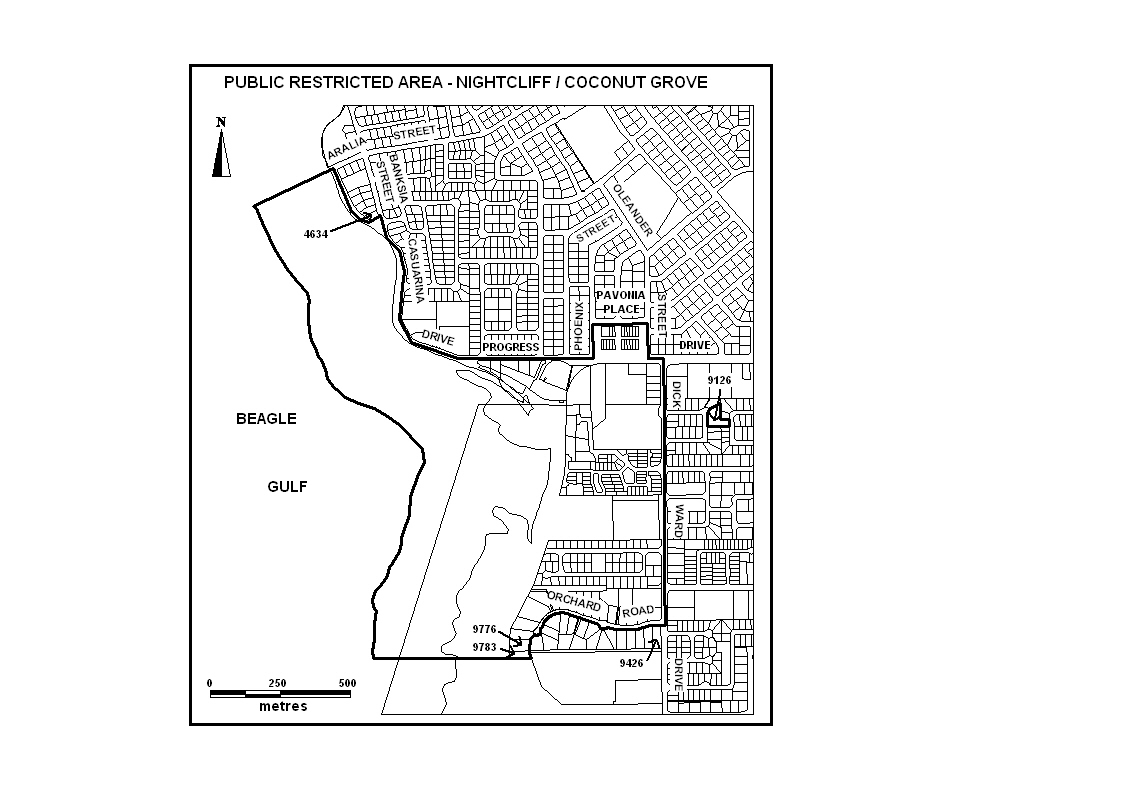 PUBLIC RESTRICTED AREA - NIGHTCLIFF / COCONUT GROVE
N
ARALIA STREET
BANKSIA STREET
4634
OLEANDER STREET
STREET
CASUARINA DRIVE
PAVONIA PLACE
PHOENIX
PROGRESS DRIVE
9126
DICK WARD DRIVE
BEAGLE
GULF
ORCHARD ROAD
9776
9783
9426
0 250 500
metres